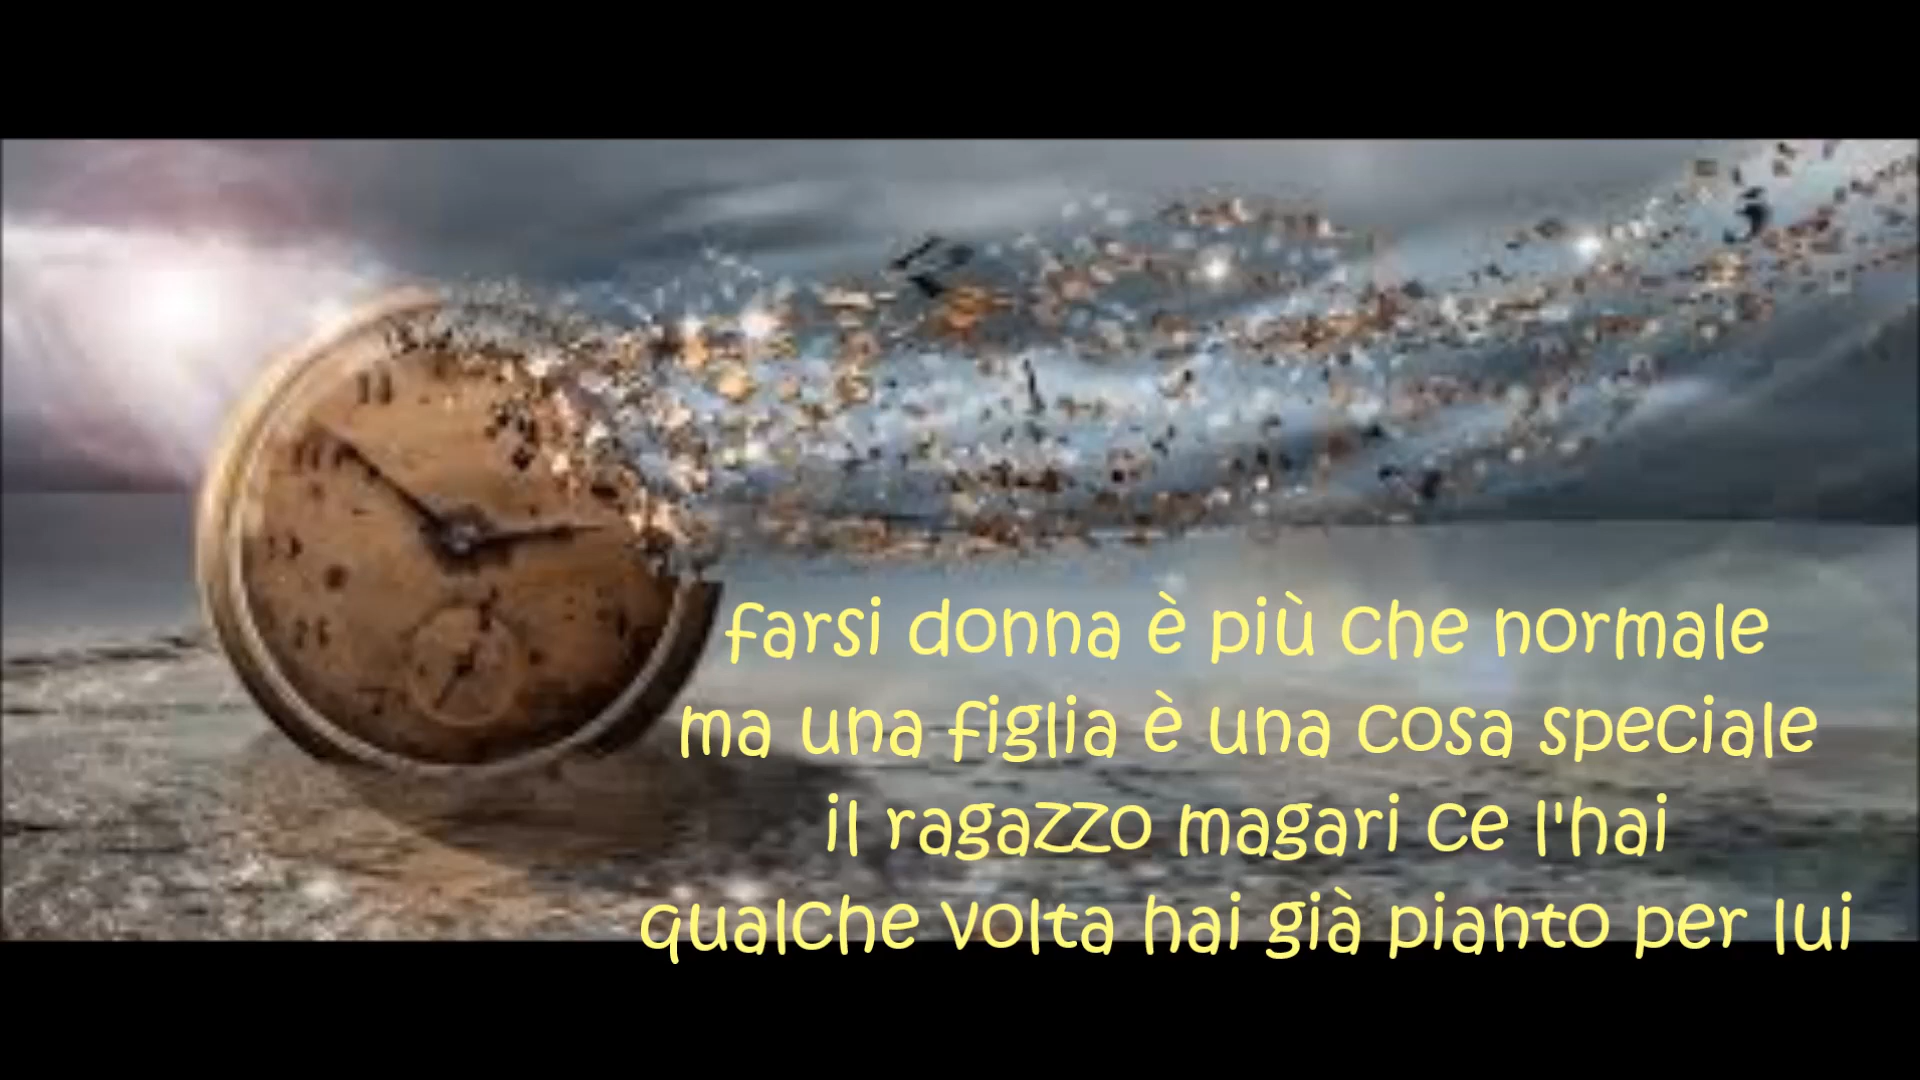 farsi donna è più che normale
ma una figlia è una cosa speciale
il ragazzo magari ce l'hai
qualche volta hai già pianto per lui